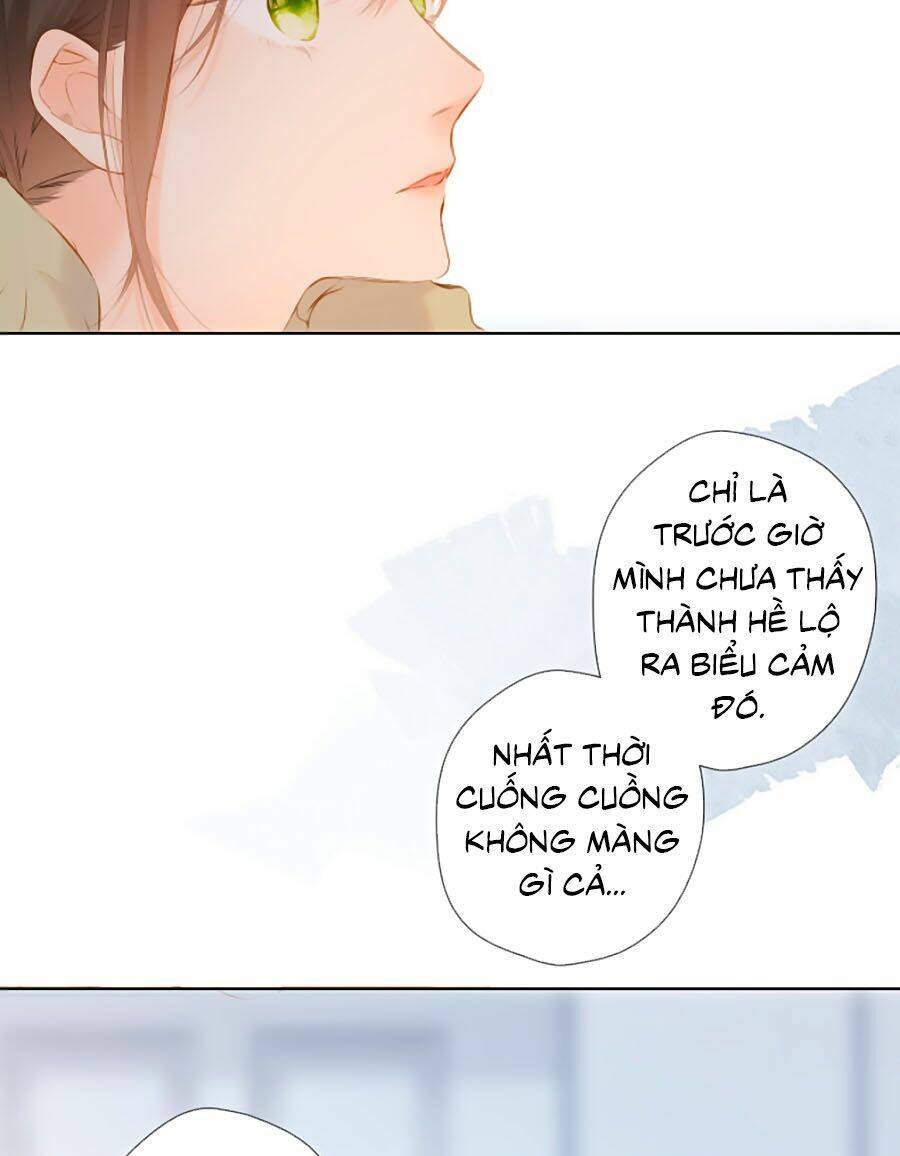 CHỈ LÀ
TRƯỚC GIỜ
MÌNH CHƯA THẤY
THÀNH HỀ LỘ
RA BIỂU CẢM
ĐÓ.
NHẤT THỜI
CUỐNG CUỒNG
KHÔNG MÀNG
GÌ CẢ...